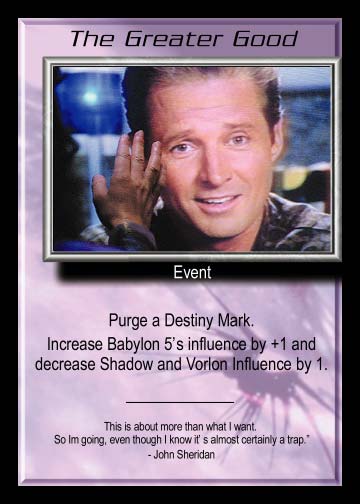 The Greater Good
Event
Purge a Destiny Mark.
Increase Babylon 5's influence by +1 and
decrease Shadow and Vorlon Influence by 1.
This is about more than what I want.
So Im going, even though I know it' s almost certainly a trap."
- John Sheridan